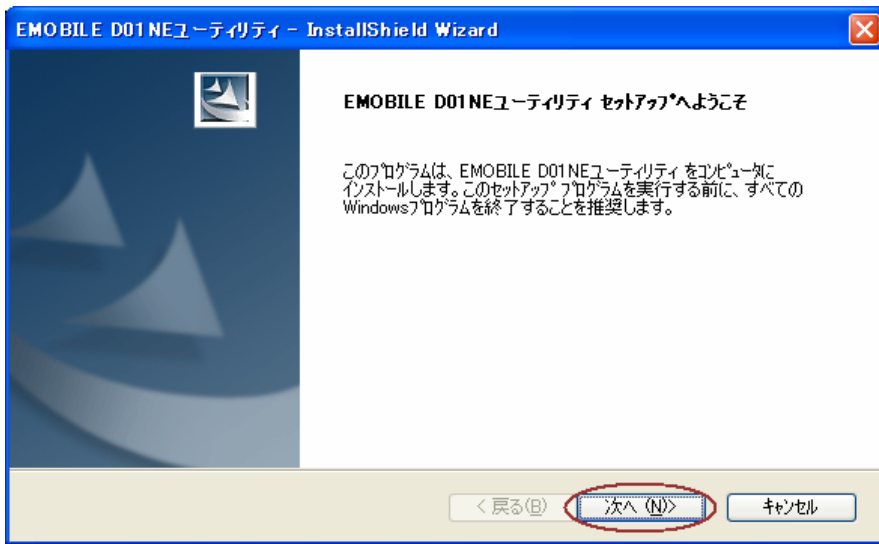 EMOBILE D01NEユーティリティ - InstallShield Wizard
EMOBILE D01NEユーティリティ セットアップへようこそ
このプログラムは、EMOBILE D01NEユーティリティ をコンピュータに
インストールします。このセットアップ プログラムを実行する前に、すべての
Windowsプログラムを終了することを推奨します。
< 戻る(B)
次へ (N)>
キャンセル